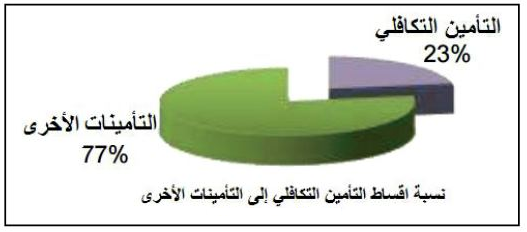 التأمين التكافلي
23%
التأمينات الأخرى
77%
نسبة اقساط التأمين التكافلي إلى التأمينات الأخرى